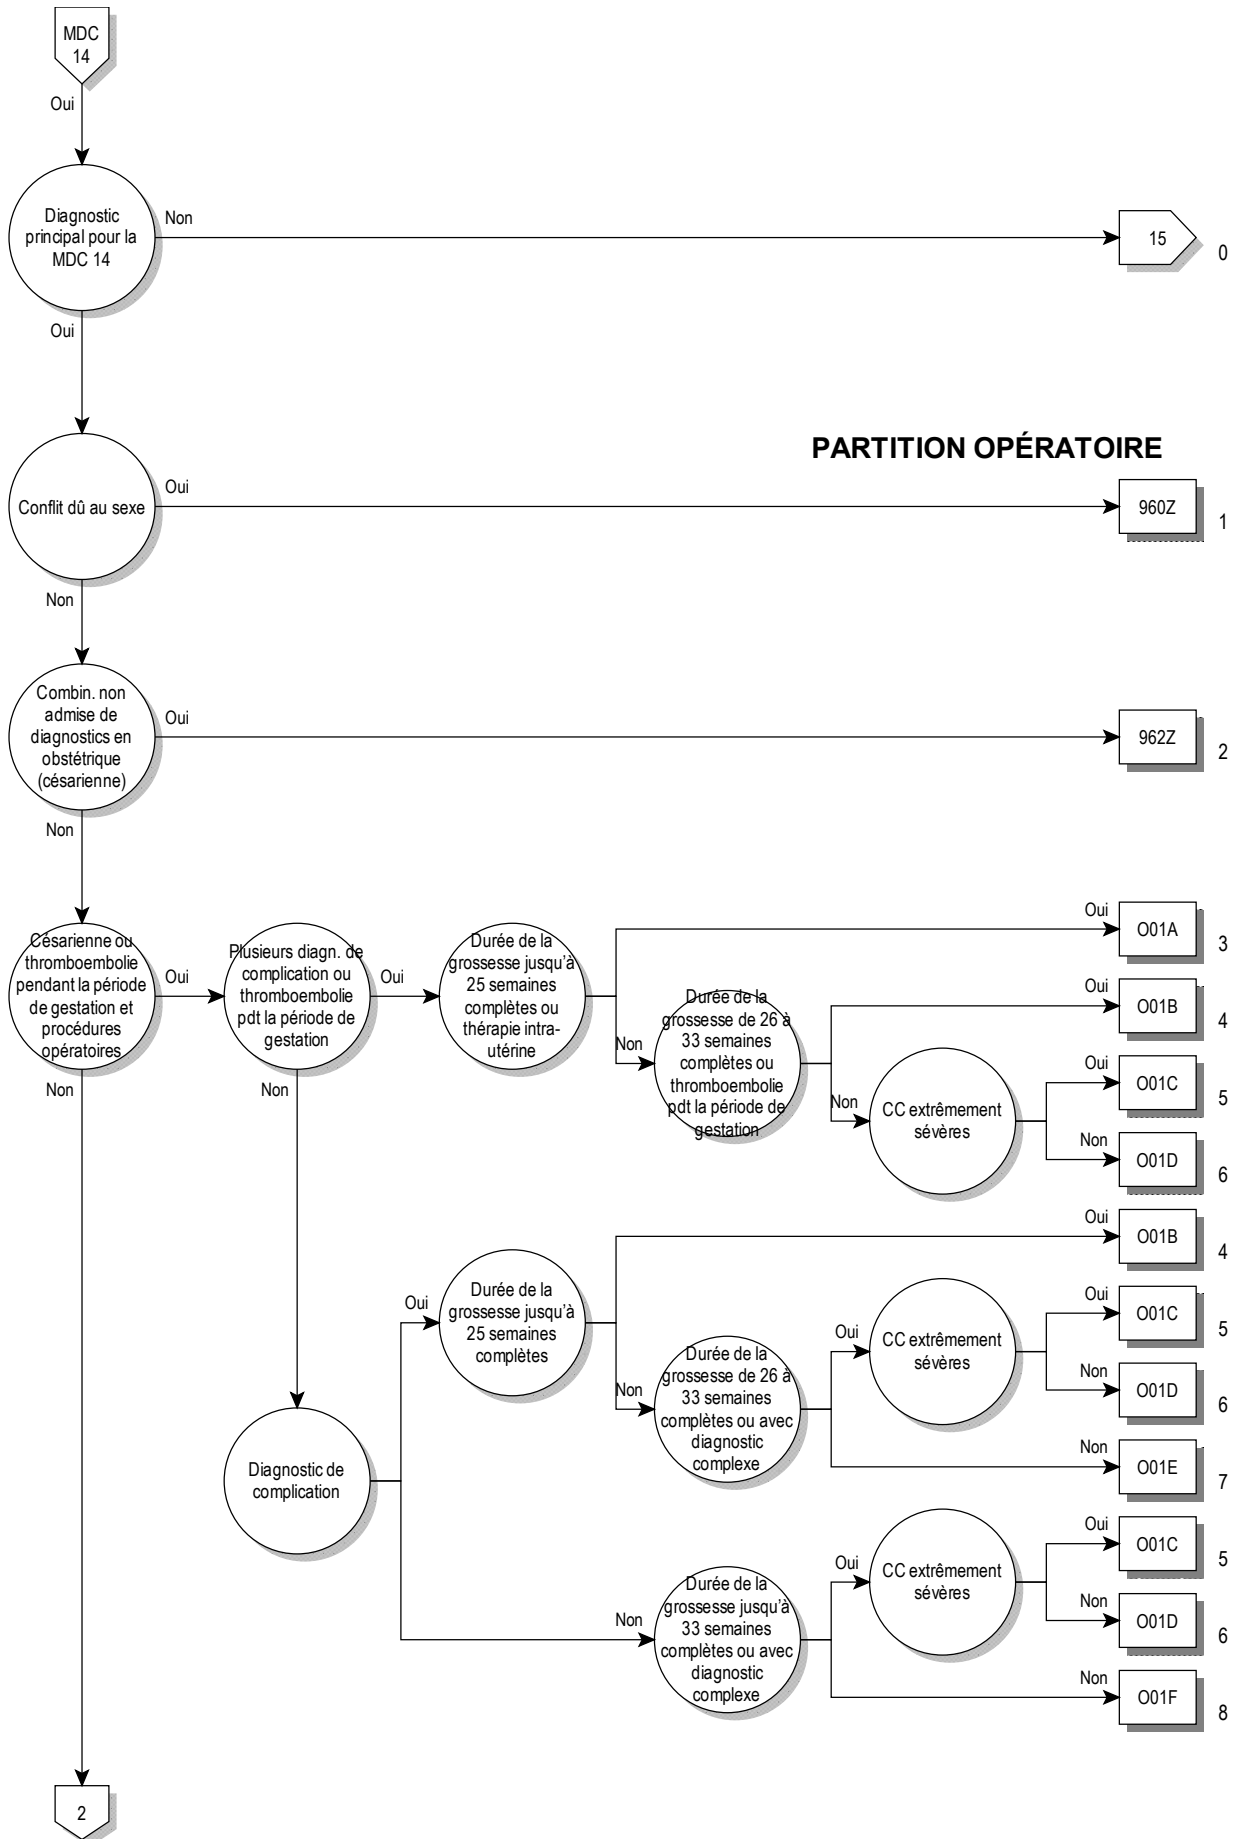 MDC
14
Oui
Diagnostic
principal pour la
MDC 14
Non
15
0
Oui
PARTITION OPÉRATOIRE
Conflit dû au sexe
Oui
960Z
1
Non
Combin. non
admise de
diagnostics en
obstétrique
(césarienne)
Oui
962Z
2
Non
Césarienne ou
thromboembolie
pendant la période
de gestation et
procédures
opératoires
Oui
Plusieurs diagn. de
complication ou
thromboembolie
pdt la période de
gestation
Oui
Durée de la
grossesse jusqu'à
25 semaines
complètes ou
thérapie intra-
utérine
Oui
O01A
3
Non
Durée de la
grossesse de 26 à
33 semaines
complètes ou
thromboembolie
pdt la période de
gestation
Oui
O01B
4
Non
CC extrêmement
sévères
Oui
O01C
5
Non
O01D
6
Non
Non
Diagnostic de
complication
Oui
Durée de la
grossesse jusqu'à
25 semaines
complètes
Oui
O01B
4
Non
Durée de la
grossesse de 26 à
33 semaines
complètes ou avec
diagnostic
complexe
Oui
CC extrêmement
sévères
Oui
O01C
5
Non
O01D
6
Non
O01E
7
Non
Durée de la
grossesse jusqu'à
33 semaines
complètes ou avec
diagnostic
complexe
Oui
CC extrêmement
sévères
Oui
O01C
5
Non
O01D
6
Non
O01F
8
2